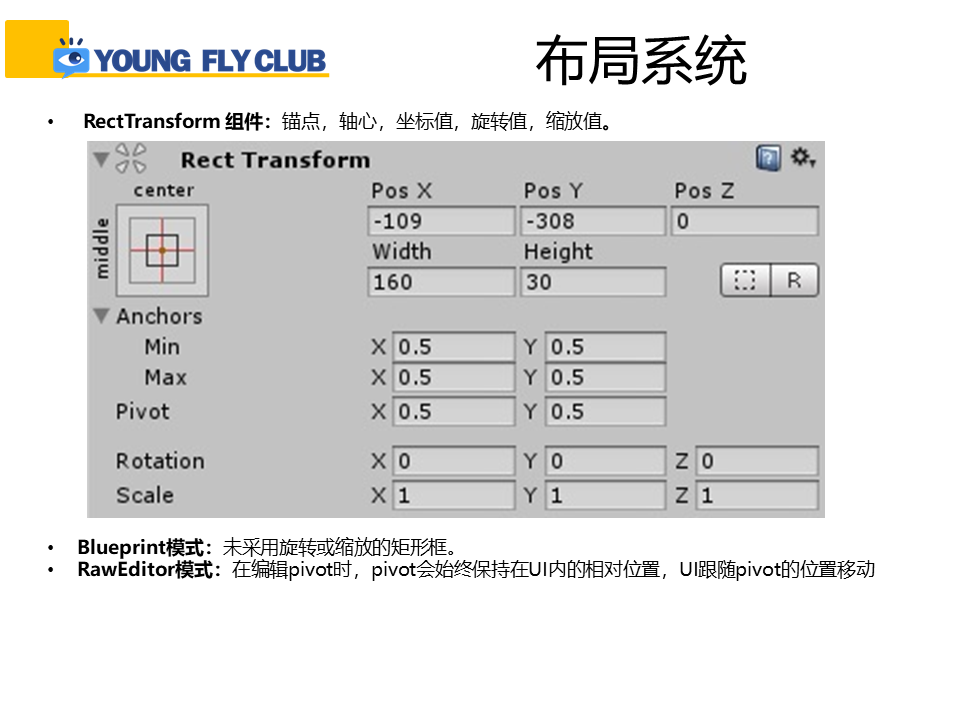 YOUNG FLY CLUB
布局系统
• RectTransform 组件：锚点，轴心，坐标值，旋转值，缩放值。
Rect Transform
center
middle
Pos X Pos Y Pos Z
-109 -308 0
Width Height
160 30
R
Anchors
Min X 0.5 Y 0.5
Max X 0.5 Y 0.5
Pivot X 0.5 Y 0.5
Rotation X 0 Y 0 Z 0
Scale X 1 Y 1 Z 1
• Blueprint模式：未采用旋转或缩放的矩形框。
• RawEditor模式：在编辑pivot时，pivot会始终保持在UI内的相对位置，UI跟随pivot的位置移动